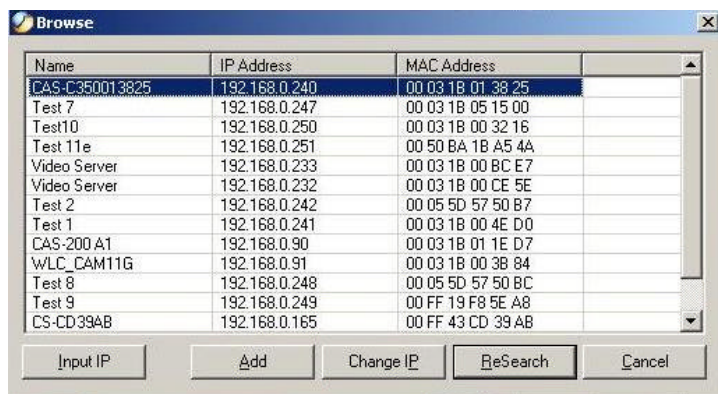 Browse
Name IP Address MAC Address
CAS-C350013825 192.168.0.240 00 03 1B 01 38 25
Test 7 192.168.0.247 00 03 1B 05 15 00
Test10 192.168.0.250 00 03 1B 00 32 16
Test 11e 192.168.0.251 00 50 BA 1B A5 4A
Video Server 192.168.0.233 00 03 1B 00 BC E7
Video Server 192.168.0.232 00 03 1B 00 CE 5E
Test 2 192.168.0.242 00 05 5D 57 50 B7
Test 1 192.168.0.241 00 03 1B 00 4E D0
CAS-200 A1 192.168.0.90 00 03 1B 01 1E D7
WLC_CAM11G 192.168.0.91 00 03 1B 00 3B 84
Test 8 192.168.0.248 00 05 5D 57 50 BC
Test 9 192.168.0.249 00 FF 19 F8 5E A8
CS-CD39AB 192.168.0.165 00 FF 43 CD 39 AB
Input IP Add Change IP ReSearch Cancel